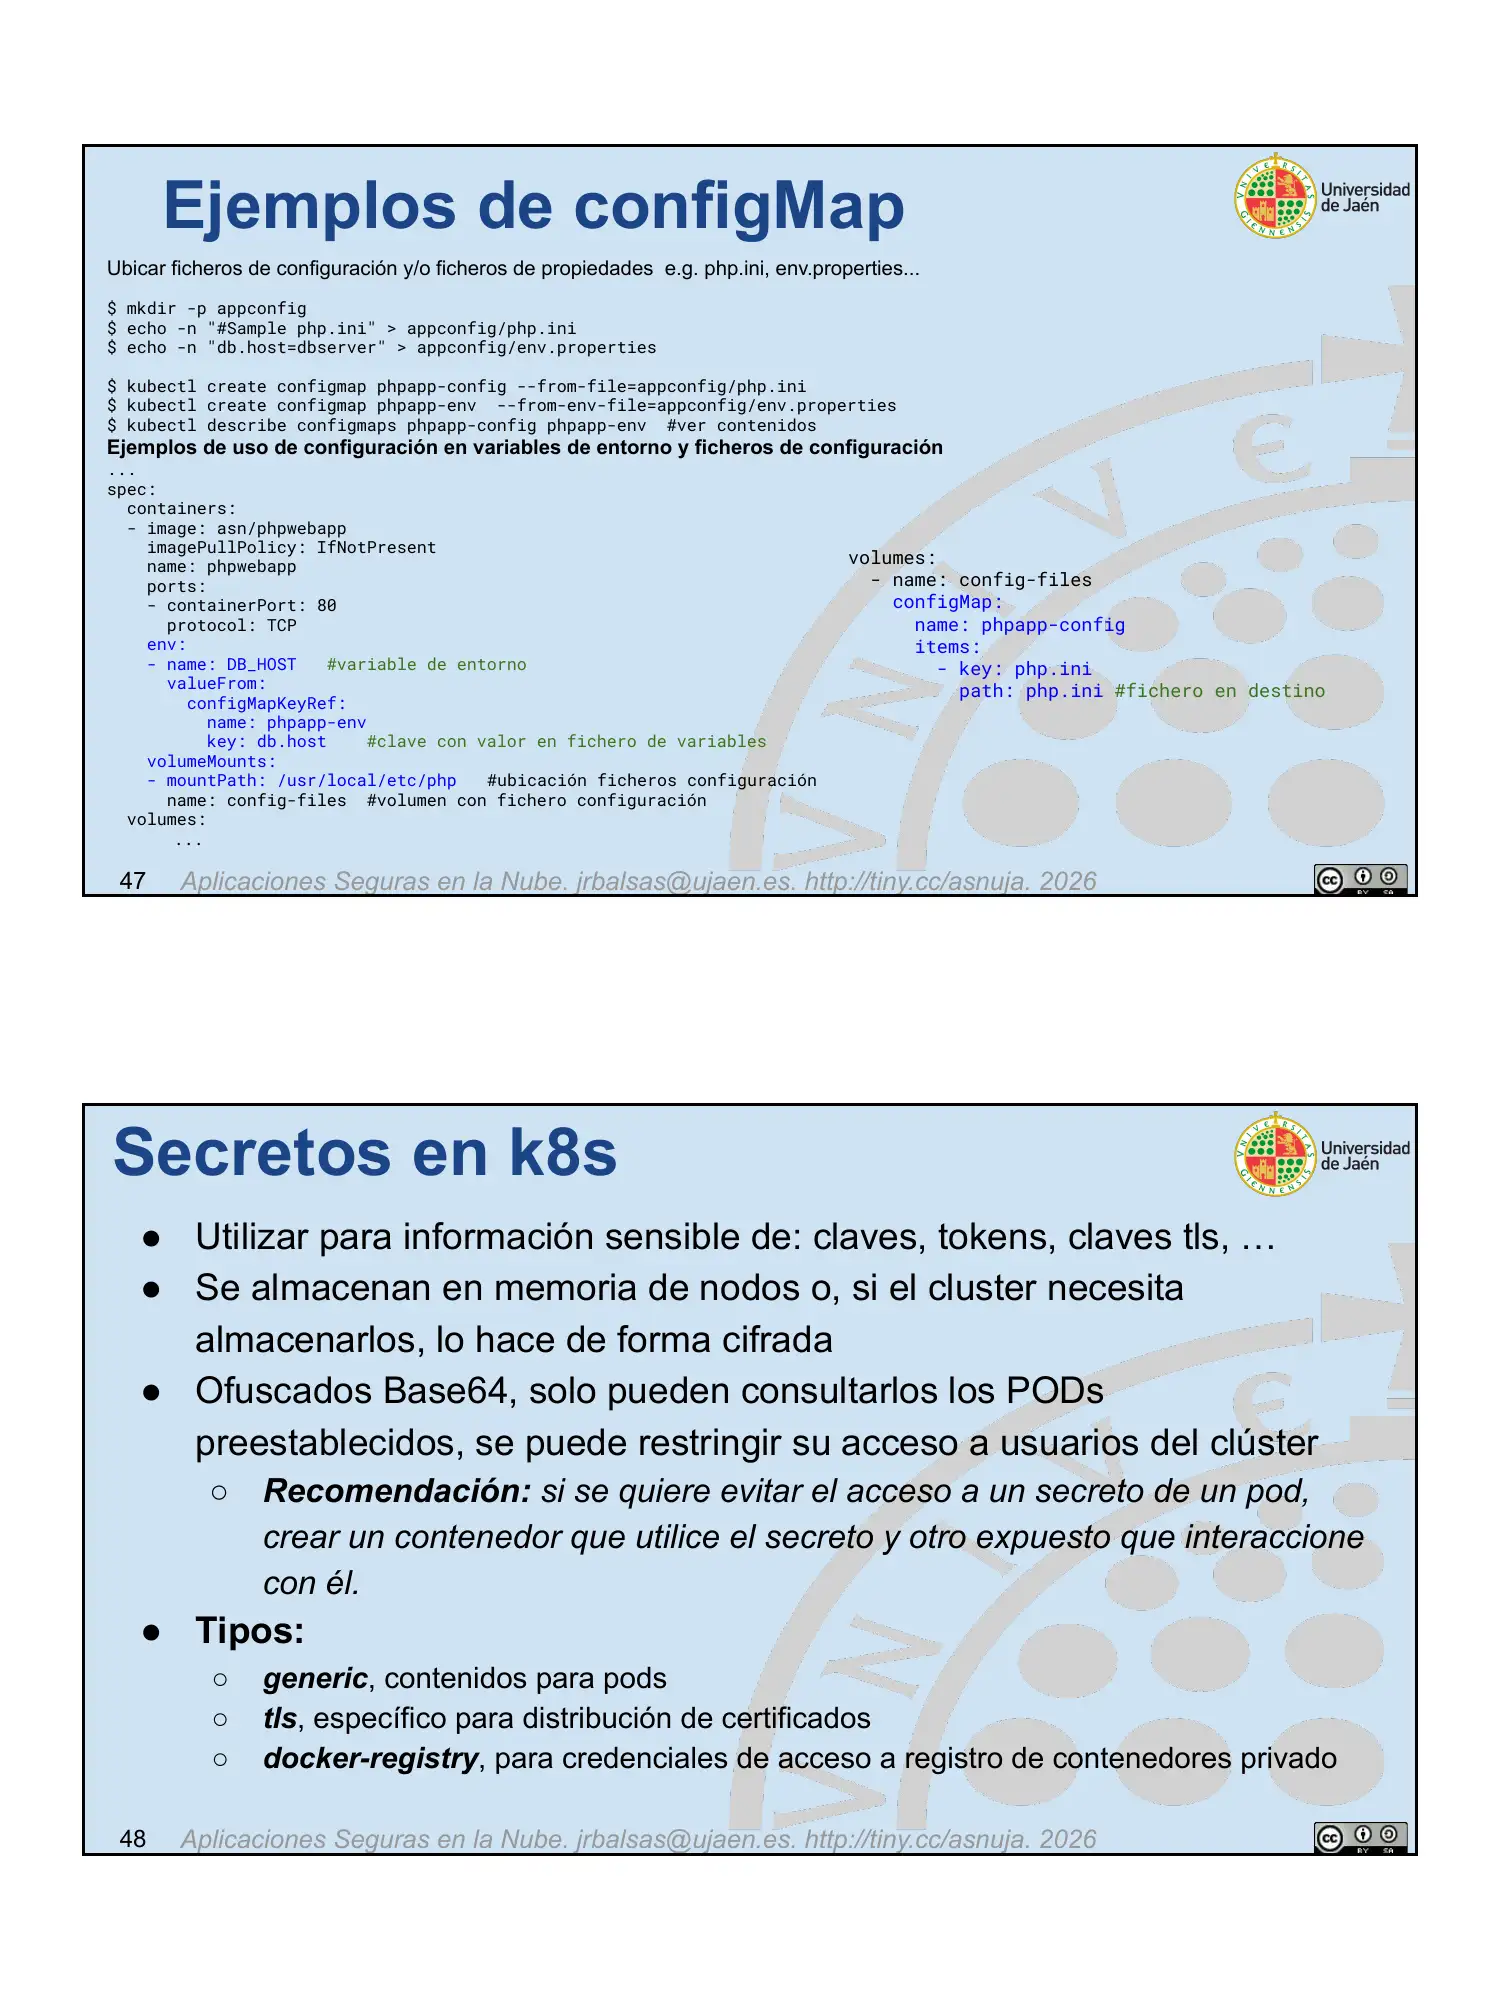 Ejemplos de configMap
Universidad
de Jaén
Ubicar ficheros de configuración y/o ficheros de propiedades  e.g. php.ini, env.properties...
$ mkdir -p appconfig
$ echo -n "#Sample php.ini" > appconfig/php.ini
$ echo -n "db.host=dbserver" > appconfig/env.properties
$ kubectl create configmap phpapp-config --from-file=appconfig/php.ini
$ kubectl create configmap phpapp-env  --from-env-file=appconfig/env.properties
$ kubectl describe configmaps phpapp-config phpapp-env  #ver contenidos
Ejemplos de uso de configuración en variables de entorno y ficheros de configuración
...
spec:
  containers:
  - image: asn/phpwebapp
    imagePullPolicy: IfNotPresent
    name: phpwebapp
    ports:
    - containerPort: 80
      protocol: TCP
    env:
    - name: DB_HOST   #variable de entorno
      valueFrom:
        configMapKeyRef:
          name: phpapp-env
          key: db.host    #clave con valor en fichero de variables
    volumeMounts:
    - mountPath: /usr/local/etc/php   #ubicación ficheros configuración
      name: config-files  #volumen con fichero configuración
  volumes:
       ...
volumes:
  - name: config-files
    configMap:
      name: phpapp-config
      items:
        - key: php.ini
          path: php.ini #fichero en destino
47 Aplicaciones Seguras en la Nube. jrbalsas@ujaen.es. http://tiny.cc/asnuja. 2026
cc BY SA
Secretos en k8s
Universidad
de Jaén
● Utilizar para información sensible de: claves, tokens, claves tls, …
● Se almacenan en memoria de nodos o, si el cluster necesita
almacenarlos, lo hace de forma cifrada
● Ofuscados Base64, solo pueden consultarlos los PODs
preestablecidos, se puede restringir su acceso a usuarios del clúster
○ Recomendación: si se quiere evitar el acceso a un secreto de un pod,
crear un contenedor que utilice el secreto y otro expuesto que interaccione
con él.
● Tipos:
○ generic, contenidos para pods
○ tls, específico para distribución de certificados
○ docker-registry, para credenciales de acceso a registro de contenedores privado
48 Aplicaciones Seguras en la Nube. jrbalsas@ujaen.es. http://tiny.cc/asnuja. 2026
cc BY SA